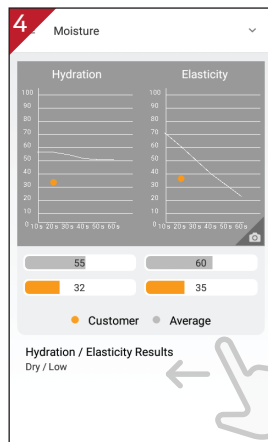 4
Moisture
Hydration Elasticity
100 100
90 90
80 80
70 70
60 60
50 50
40 40
30 30
20 20
10 10
0 10s 20s 30s 40s 50s 60s 0 10s 20s 30s 40s 50s 60s
55 60
32 35
Customer Average
Hydration / Elasticity Results
Dry / Low